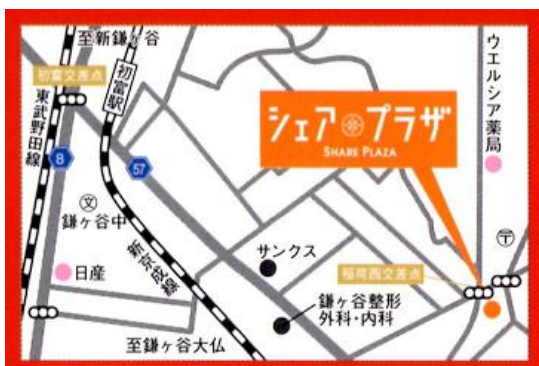 至新鎌ヶ谷
初富交差点
初富駅
東武野田線
8
57
ウエルシア薬局
シェアプラザ
SHARE PLAZA
文
鎌ヶ谷中
新京成線
日産
サンクス
稲荷西交差点
鎌ヶ谷整形
外科・内科
至鎌ヶ谷大仏
〒